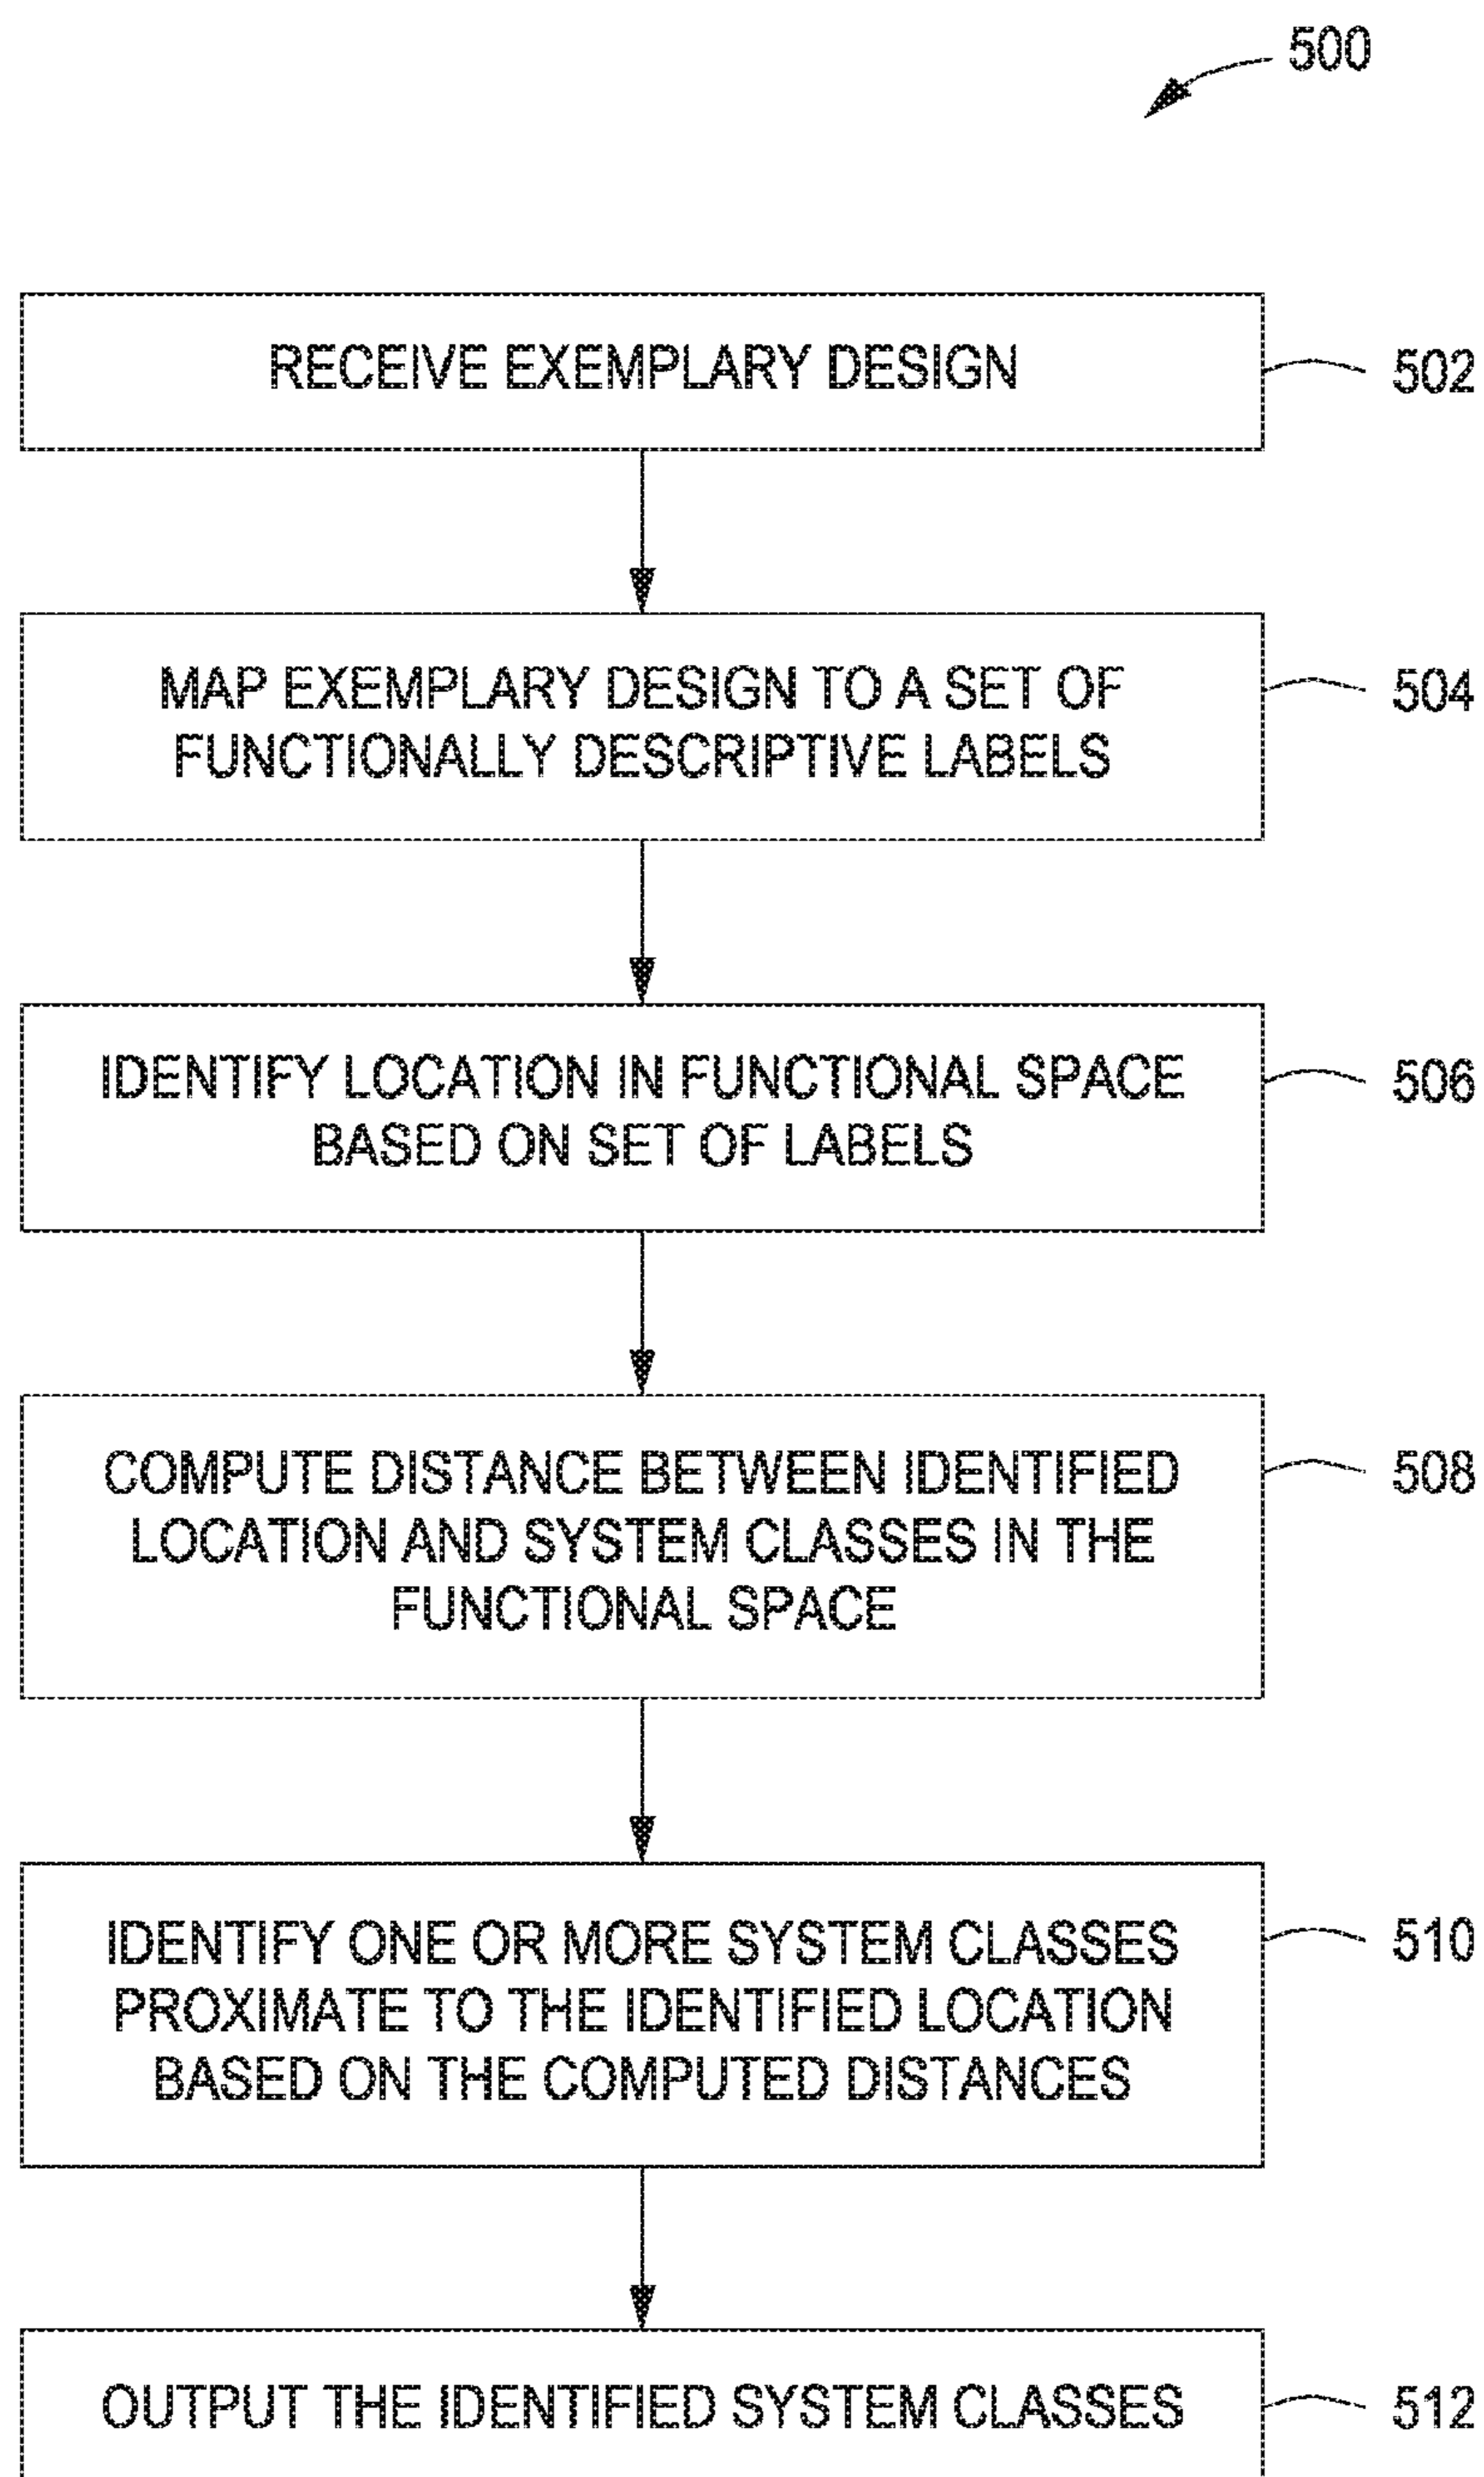 500
RECEIVE EXEMPLARY DESIGN
502
MAP EXEMPLARY DESIGN TO A SET OF
FUNCTIONALLY DESCRIPTIVE LABELS
504
IDENTIFY LOCATION IN FUNCTIONAL SPACE
BASED ON SET OF LABELS
506
COMPUTE DISTANCE BETWEEN IDENTIFIED
LOCATION AND SYSTEM CLASSES IN THE
FUNCTIONAL SPACE
508
IDENTIFY ONE OR MORE SYSTEM CLASSES
PROXIMATE TO THE IDENTIFIED LOCATION
BASED ON THE COMPUTED DISTANCES
510
OUTPUT THE IDENTIFIED SYSTEM CLASSES
512